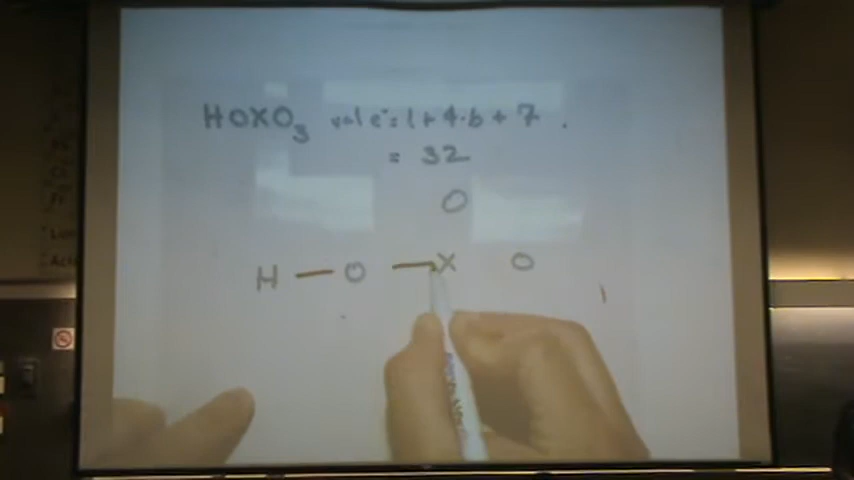 HOXO3 val e⁻= 1+4·6+7
= 32
O
H — O — X O